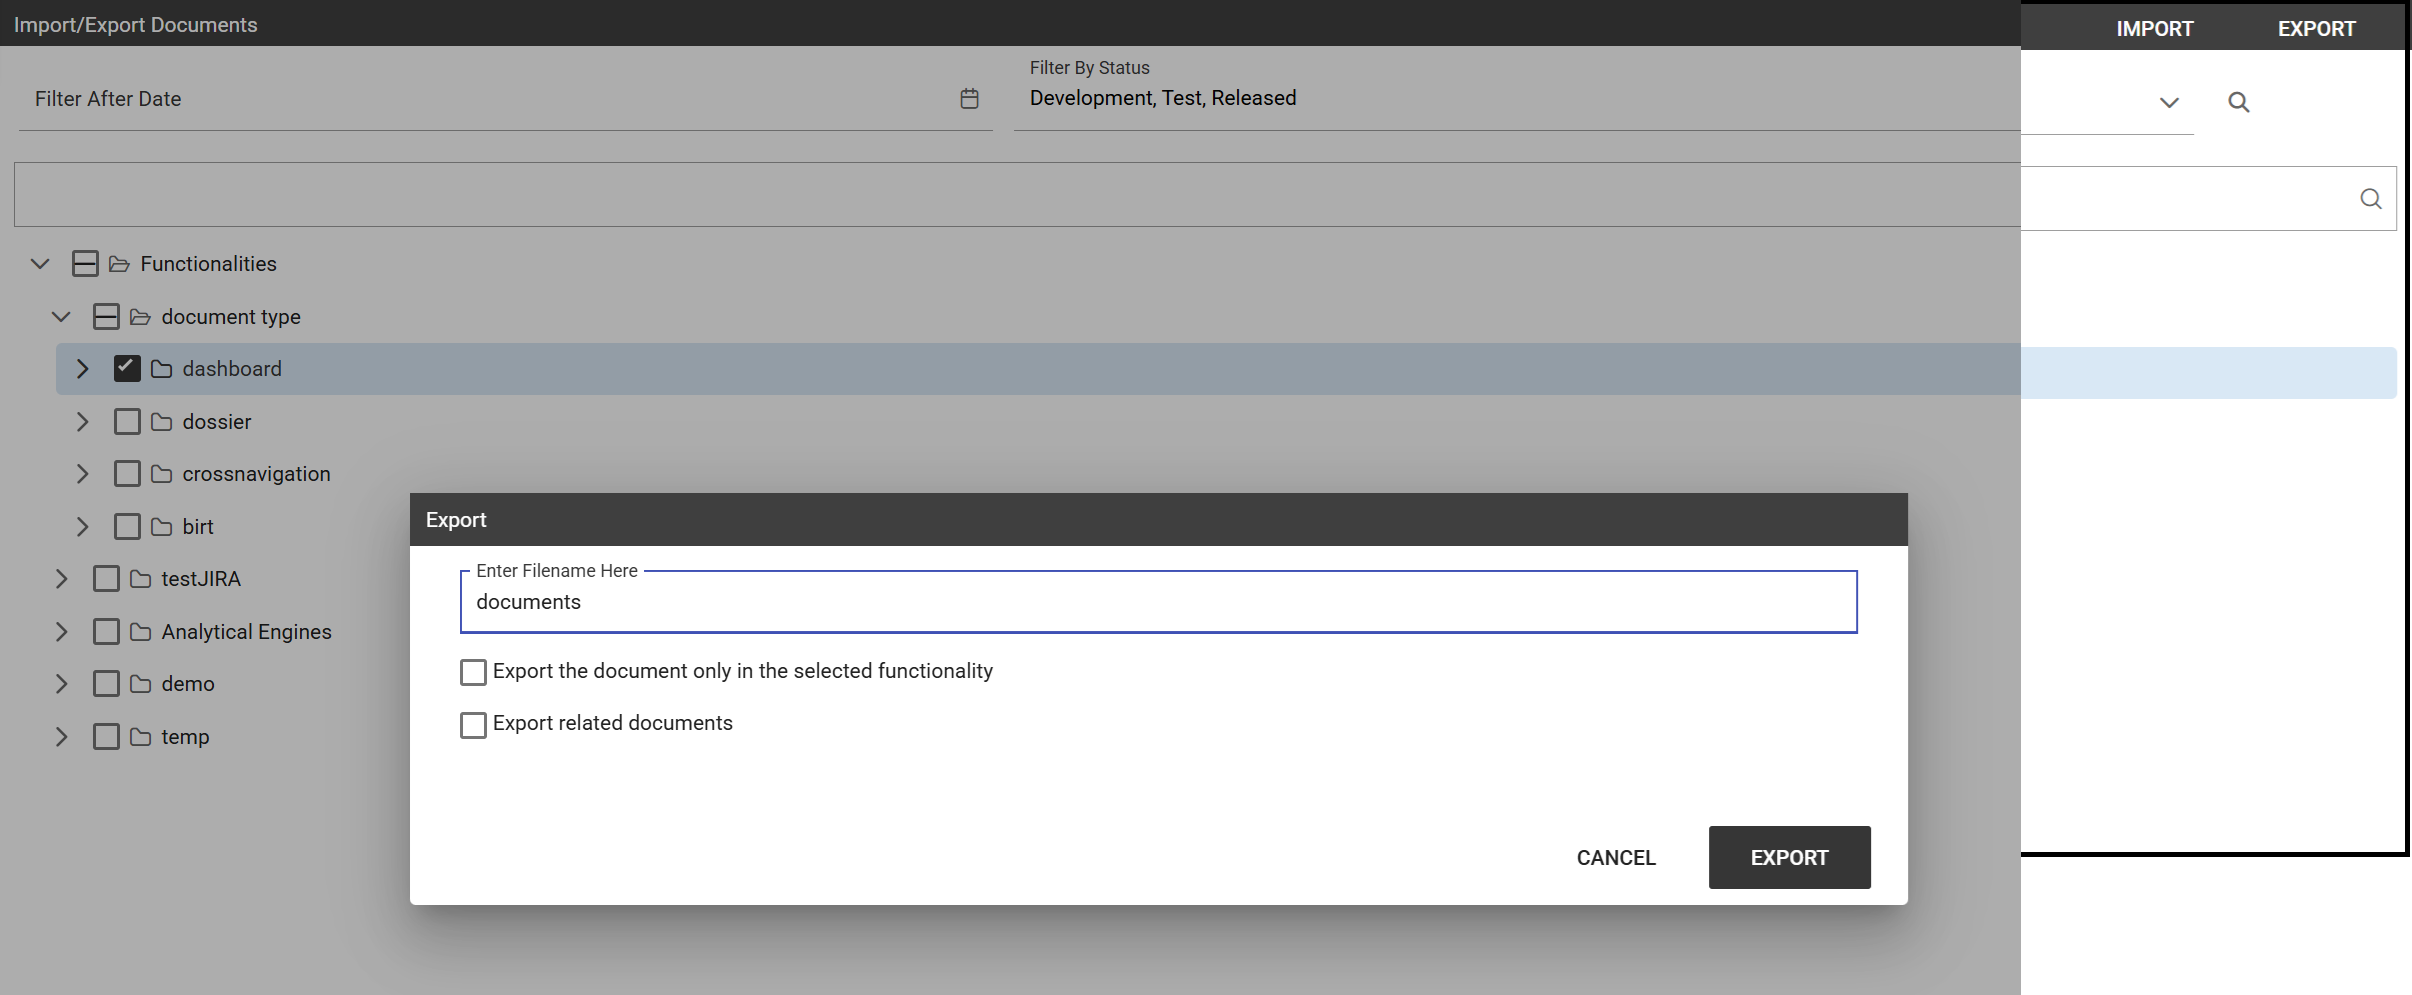 Import/Export Documents
IMPORT
EXPORT
Filter By Status
Filter After Date
Development, Test, Released
Functionalities
document type
dashboard
dossier
crossnavigation
birt
testJIRA
Analytical Engines
demo
temp
Export
Enter Filename Here
documents
Export the document only in the selected functionality
Export related documents
CANCEL
EXPORT